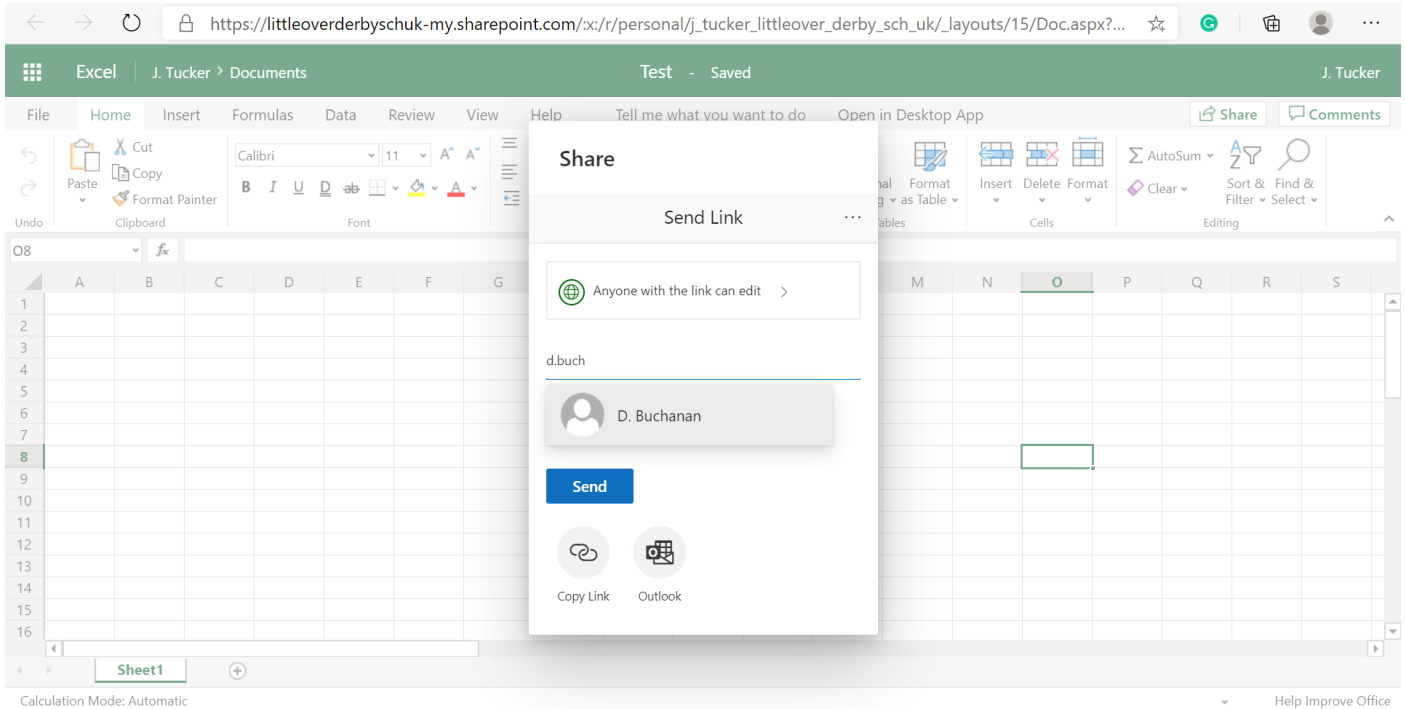 https://littleoverderbyschuk-my.sharepoint.com/:x:/r/personal/j_tucker_littleover_derby_sch_uk/_layouts/15/Doc.aspx?...
Excel J. Tucker > Documents Test - Saved J. Tucker
File Home Insert Formulas Data Review View Help Tell me what you want to do Open in Desktop App Share Comments
Cut
Calibri 11 A A AutoSum
Copy
Paste Format Insert Delete Format
Format Painter B I U D ab A as Table Clear Sort & Find &
Filter Select
Undo Clipboard Font Cells Editing
O8 fx
A B C D E F G M N O P Q R S
1
2
3
4
5
6
7
8
9
10
11
12
13
14
15
16
Share
Send Link ...
Anyone with the link can edit
d.buch
D. Buchanan
Send
Copy Link Outlook
Sheet1
Calculation Mode: Automatic Help Improve Office